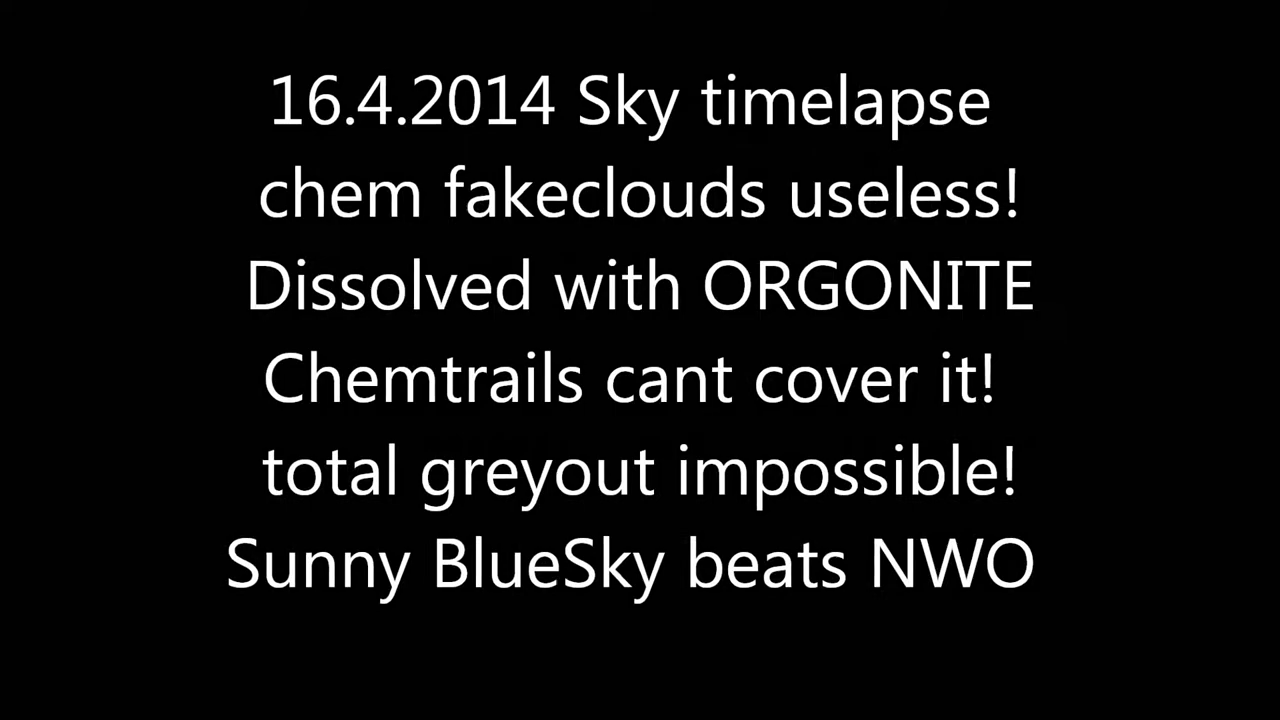 16.4.2014 Sky timelapse
chem fakeclouds useless!
Dissolved with ORGONITE
Chemtrails cant cover it!
total greyout impossible!
Sunny BlueSky beats NWO